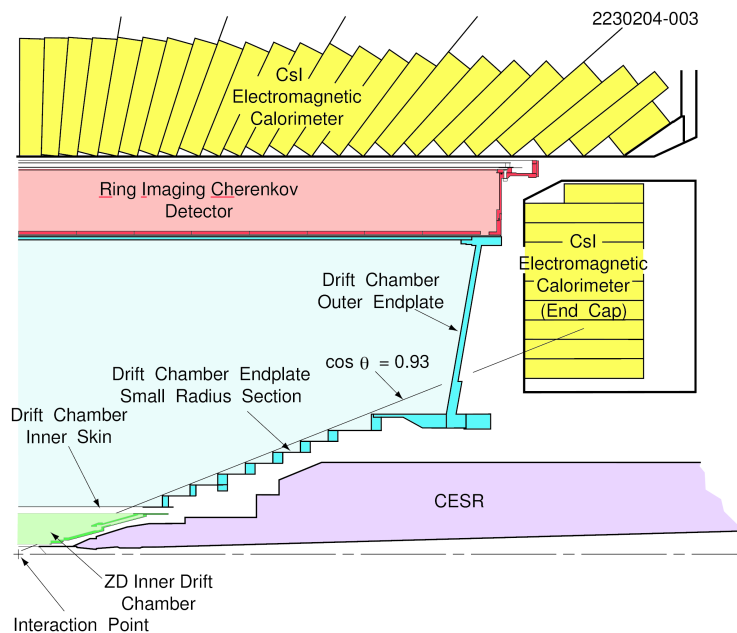 2230204-003
CsI
Electromagnetic
Calorimeter
Ring Imaging Cherenkov
Detector
CsI
Electromagnetic
Calorimeter
(End Cap)
Drift Chamber
Outer Endplate
cos θ = 0.93
Drift Chamber Endplate
Small Radius Section
Drift Chamber
Inner Skin
CESR
ZD Inner Drift
Chamber
Interaction Point